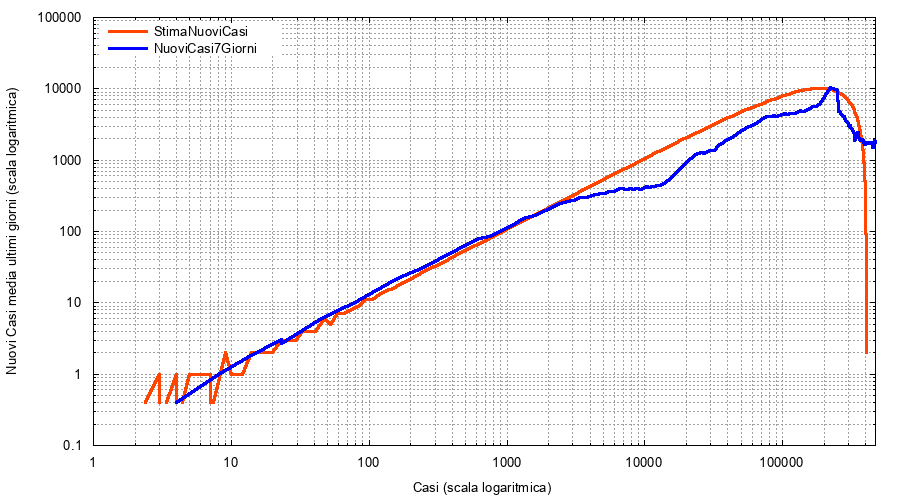 100000
10000
1000
100
10
1
0.1
Nuovi Casi media ultimi giorni (scala logaritmica)
StimaNuoviCasi
NuoviCasi7Giorni
1 10 100 1000 10000 100000
Casi (scala logaritmica)